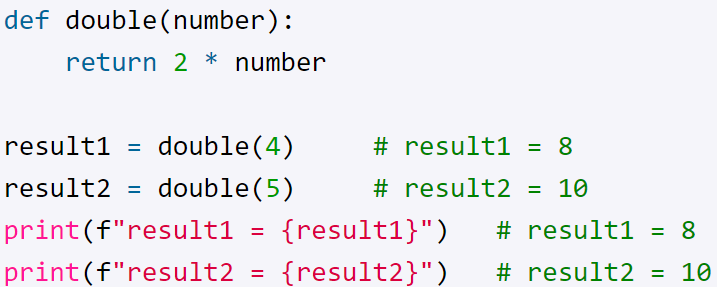 def double(number):
    return 2 * number

result1 = double(4)     # result1 = 8
result2 = double(5)     # result2 = 10
print(f"result1 = {result1}")   # result1 = 8
print(f"result2 = {result2}")   # result2 = 10